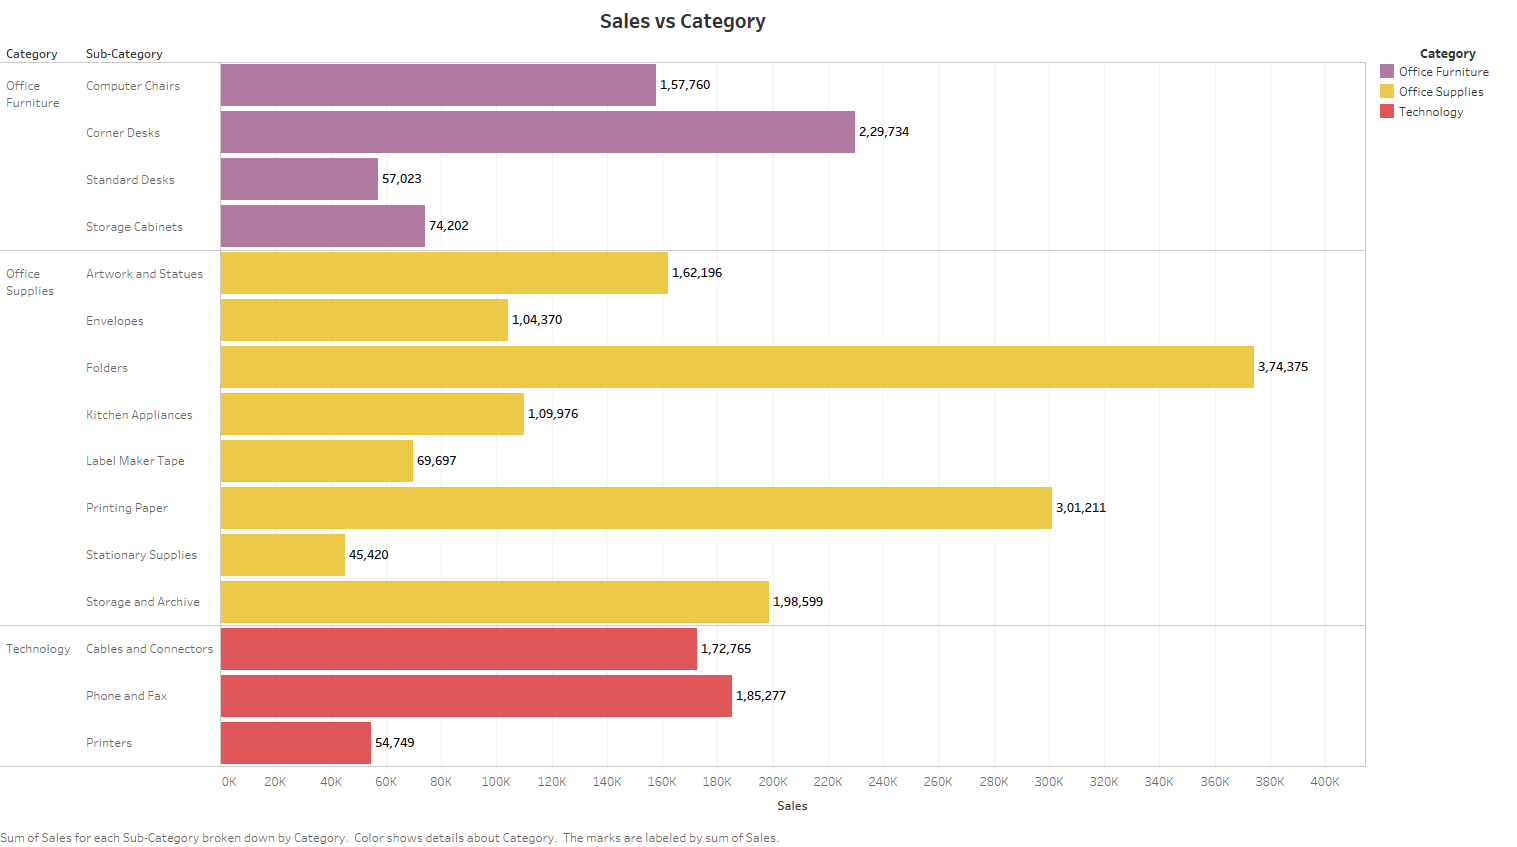 Sales vs Category
Category Sub-Category
Office Furniture Computer Chairs 1,57,760
Corner Desks 2,29,734
Standard Desks 57,023
Storage Cabinets 74,202
Office Supplies Artwork and Statues 1,62,196
Envelopes 1,04,370
Folders 3,74,375
Kitchen Appliances 1,09,976
Label Maker Tape 69,697
Printing Paper 3,01,211
Stationary Supplies 45,420
Storage and Archive 1,98,599
Technology Cables and Connectors 1,72,765
Phone and Fax 1,85,277
Printers 54,749
0K 20K 40K 60K 80K 100K 120K 140K 160K 180K 200K 220K 240K 260K 280K 300K 320K 340K 360K 380K 400K
Sales
Category
Office Furniture
Office Supplies
Technology
Sum of Sales for each Sub-Category broken down by Category. Color shows details about Category. The marks are labeled by sum of Sales.